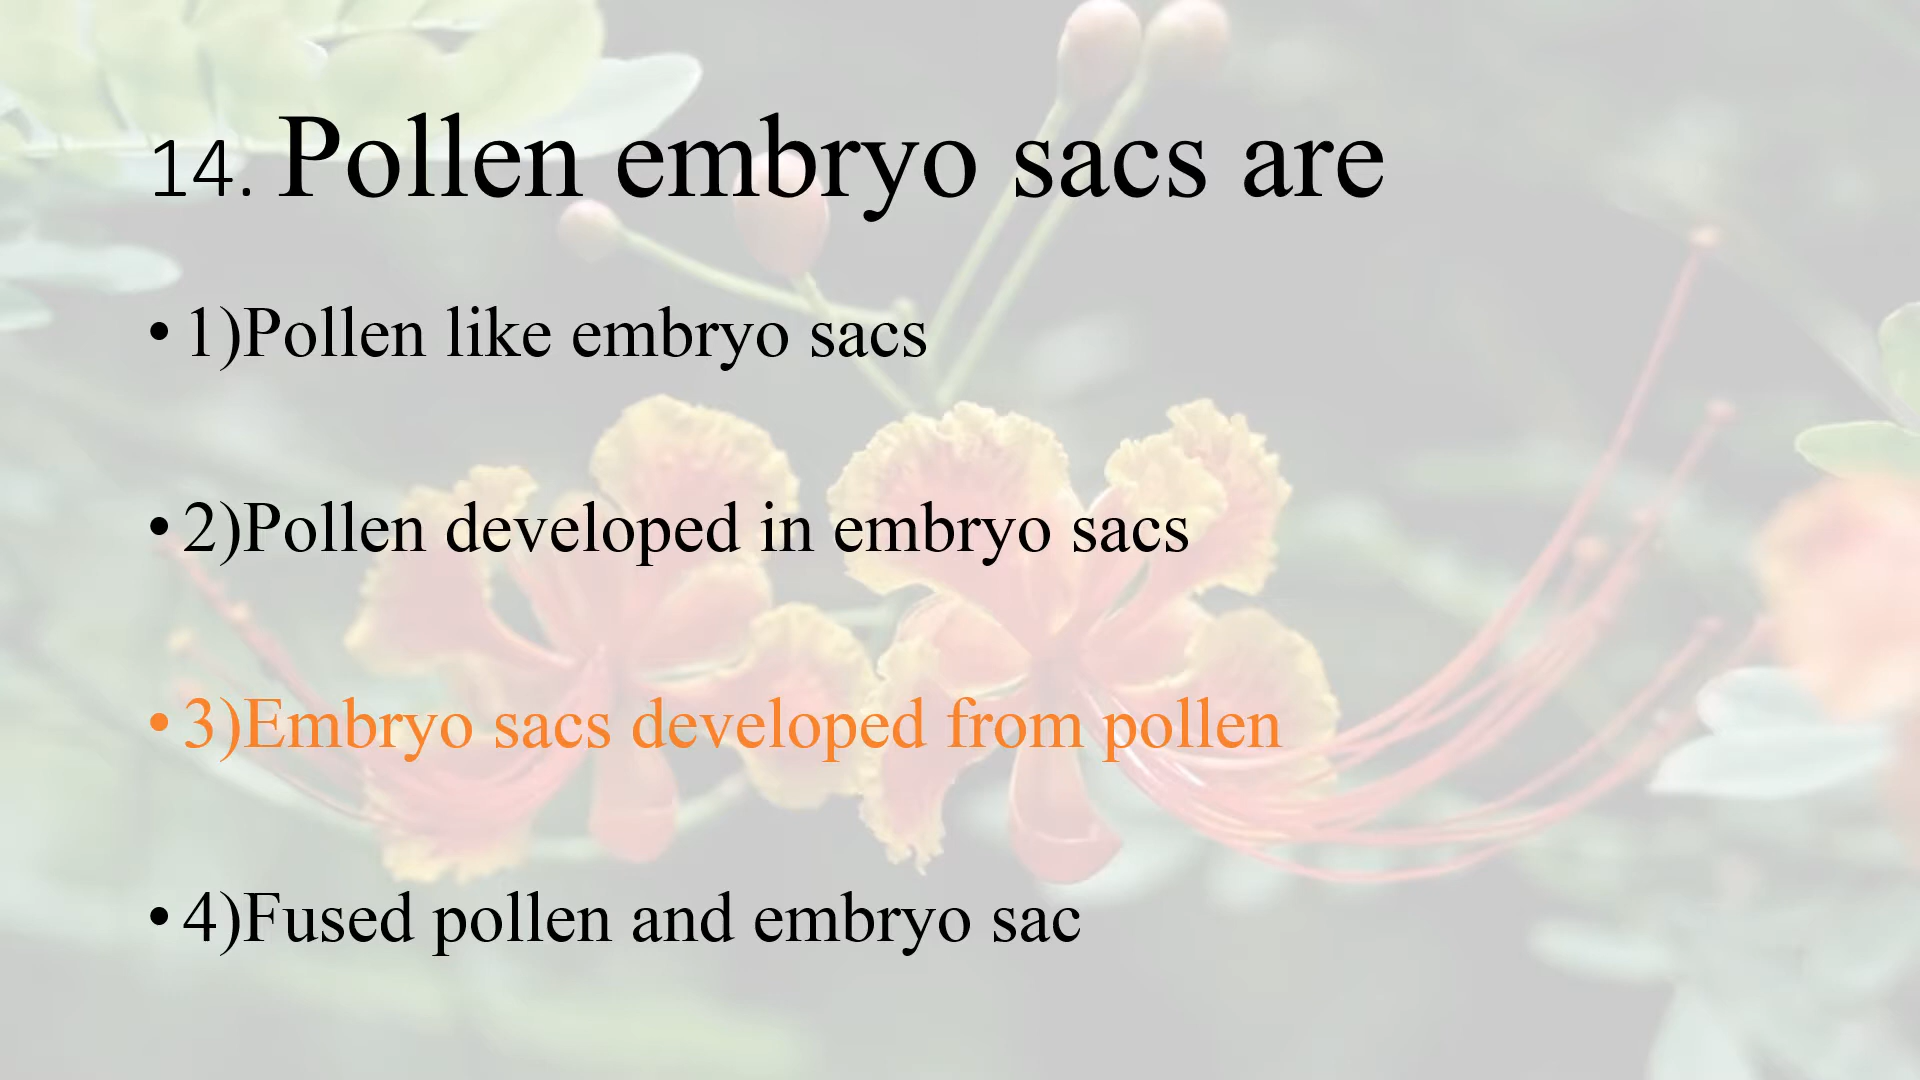 14. Pollen embryo sacs are
• 1)Pollen like embryo sacs
• 2)Pollen developed in embryo sacs
• 3)Embryo sacs developed from pollen
• 4)Fused pollen and embryo sac